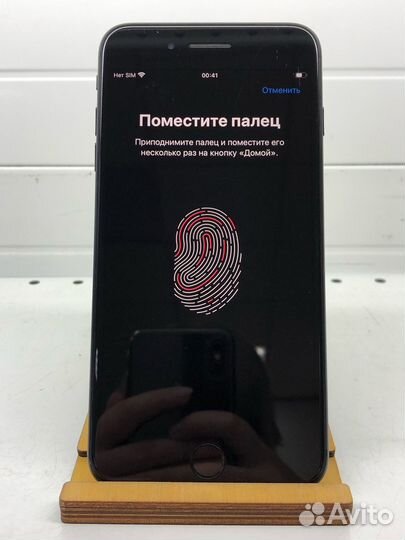 Нет SIM
00:41
Отменить
Поместите палец
Приподнимите палец и поместите его
несколько раз на кнопку «Домой».
Avito